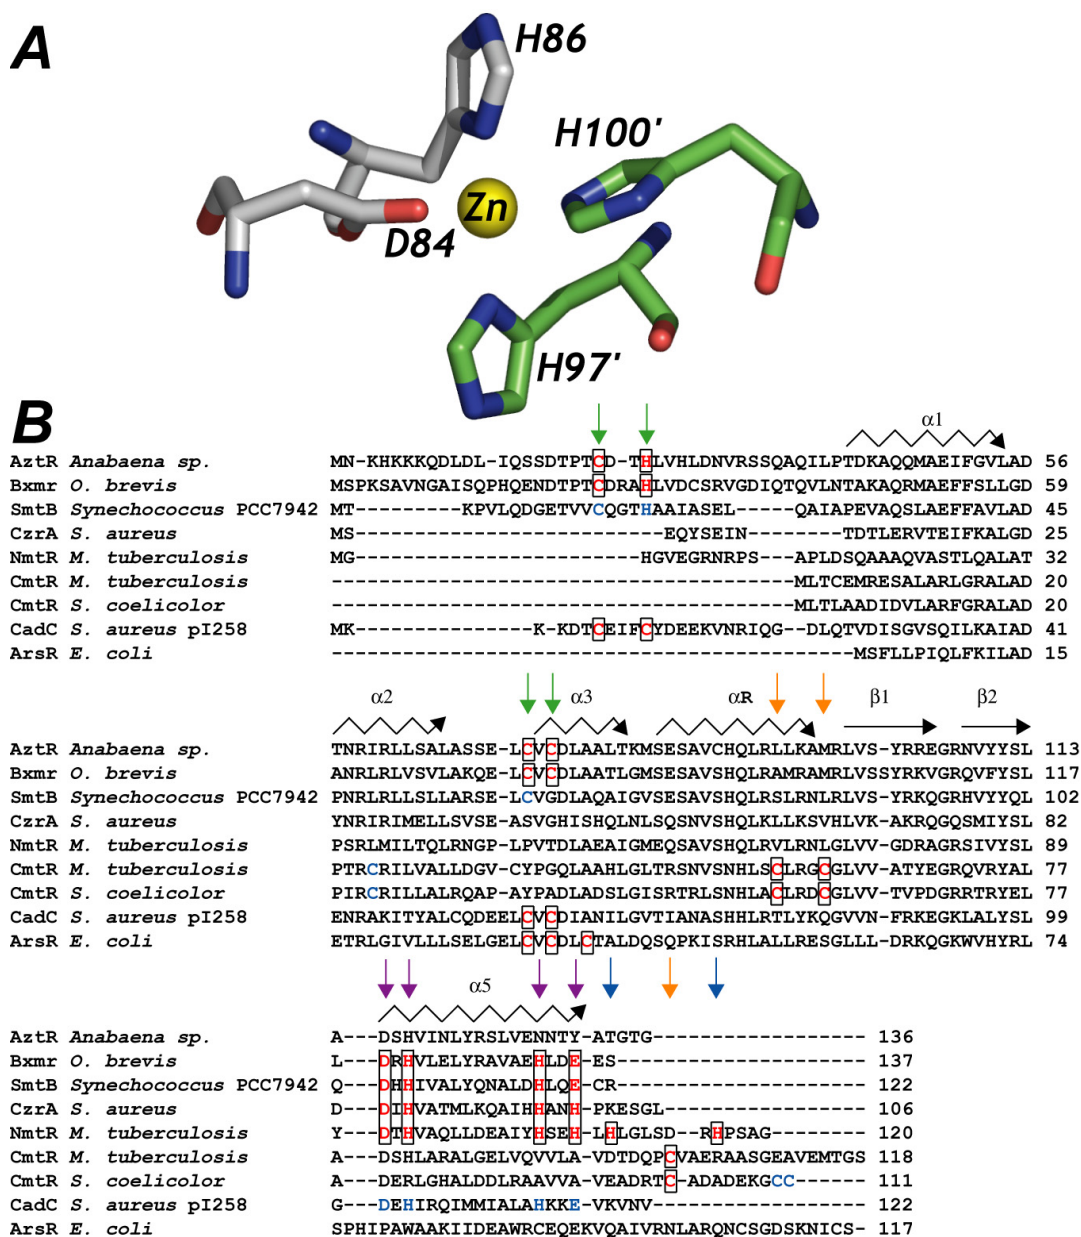 A
H86
H100'
Zn
D84
H97'
B
α1
AztR Anabaena sp. MN-KHKKKQDLDL-IQSSDTPTCD-THLVHLDNVRSSQAQILPTDKAQQMAEIFGVLAD 56
Bxmr O. brevis MSPKSAVNGAISQPHQENDTPTCDRAHLVDCSRVGDIQTQVLNTAKAQRMAEFFSLLGD 59
SmtB Synechococcus PCC7942 MT---------KPVLQDGETVVCQGTHAAIASEL-----QAIAPEVAQSLAEFFAVLAD 45
CzrA S. aureus MS--------------------------EQYSEIN--------TDTLERVTEIFKALGD 25
NmtR M. tuberculosis MG------------------------HGVEGRNRPS---APLDSQAAAQVASTLQALAT 32
CmtR M. tuberculosis ---------------------------------------MLTCEMRESALARLGRALAD 20
CmtR S. coelicolor ---------------------------------------MLTLAADIDVLARFGRALAD 20
CadC S. aureus pI258 MK---------------K-KDTCEIFCYDEEKVNRIQG--DLQTVDISGVSQILKAIAD 41
ArsR E. coli --------------------------------------------MSFLLPIQLFKILAD 15
α2 α3 αR β1 β2
AztR Anabaena sp. TNRIRLLSALASSE-LCVCDLAALTKMSESAVCHQLRLLKAMRLVS-YRREGRNVYYSL 113
Bxmr O. brevis ANRLRLVSVLAKQE-LCVCDLAATLGMSESAVSHQLRAMRAMRLVSSYRKVGRQVFYSL 117
SmtB Synechococcus PCC7942 PNRLRLLSLLARSE-LCVGDLAQAIGVSESAVSHQLRSLRNLRLVS-YRKQGRHVYYQL 102
CzrA S. aureus YNRIRIMELLSVSE-ASVGHISHQLNLSQSNVSHQLKLLKSVHLVK-AKRQGQSMIYSL 82
NmtR M. tuberculosis PSRLMILTQLRNGP-LPVTDLAEAIGMEQSAVSHQLRVLRNLGLVV-GDRAGRSIVYSL 89
CmtR M. tuberculosis PTRCRILVALLDGV-CYPGQLAAHLGLTRSNVSNHLSCLRGCGLVV-ATYEGRQVRYAL 77
CmtR S. coelicolor PIRCRILLALRQAP-AYPADLADSLGISRTRLSNHLACLRDCGLVV-TVPDGRRTRYEL 77
CadC S. aureus pI258 ENRAKITYALCQDEELCVCDIANILGVTIANASHHLRTLYKQGVVN-FRKEGKLALYSL 99
ArsR E. coli ETRLGIVLLLSELGELCVCDLCTALDQSQPKISRHLALLRESGLLL-DRKQGKWVHYRL 74
α5
AztR Anabaena sp. A---DSHVINLYRSLVENNTY-ATGTG------------------ 136
Bxmr O. brevis L---DRHVLELYRAVAEHLDE-ES--------------------- 137
SmtB Synechococcus PCC7942 Q---DHHIVALYQNALDHLQE-CR--------------------- 122
CzrA S. aureus D---DIHVATMLKQAIHHANH-PKESGL----------------- 106
NmtR M. tuberculosis Y---DTHVAQLLDEAIYHSEH-LHLGLSD--RHPSAG-------- 120
CmtR M. tuberculosis A---DSHLARALGELVQVVLA-VDTDQPCVAERAASGEAVEMTGS 118
CmtR S. coelicolor A---DERLGHALDDLRAAVVA-VEADRTC-ADADEKGCC------ 111
CadC S. aureus pI258 G---DEHIRQIMMIALAHKKE-VKVNV------------------ 122
ArsR E. coli SPHIPAWAAKIIDEAWRCEQEKVQAIVRNLARQNCSGDSKNICS- 117